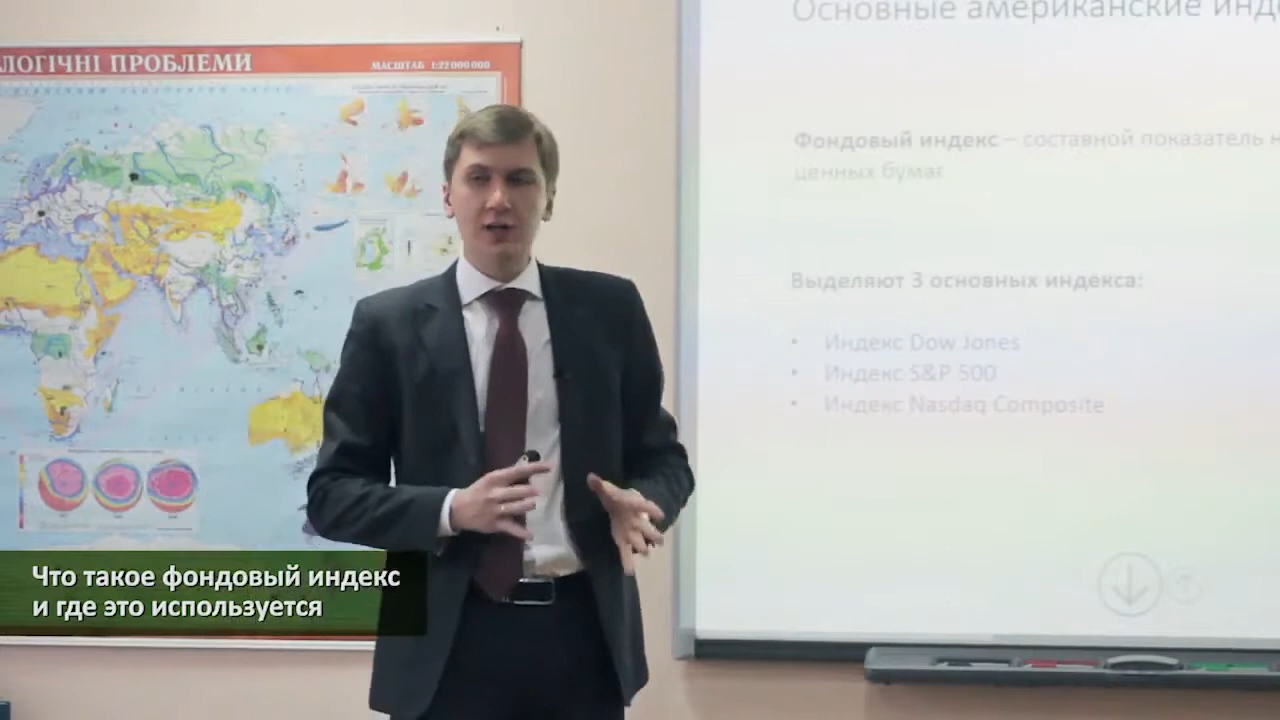 ЛОГІЧНІ ПРОБЛЕМИ
МАСШТАБ 1:22 000 000
Основные американские инде
Фондовый индекс – составной показатель
ценных бумаг
Выделяют 3 основных индекса:
• Индекс Dow Jones
• Индекс S&P 500
• Индекс Nasdaq Composite
Что такое фондовый индекс
и где это используется